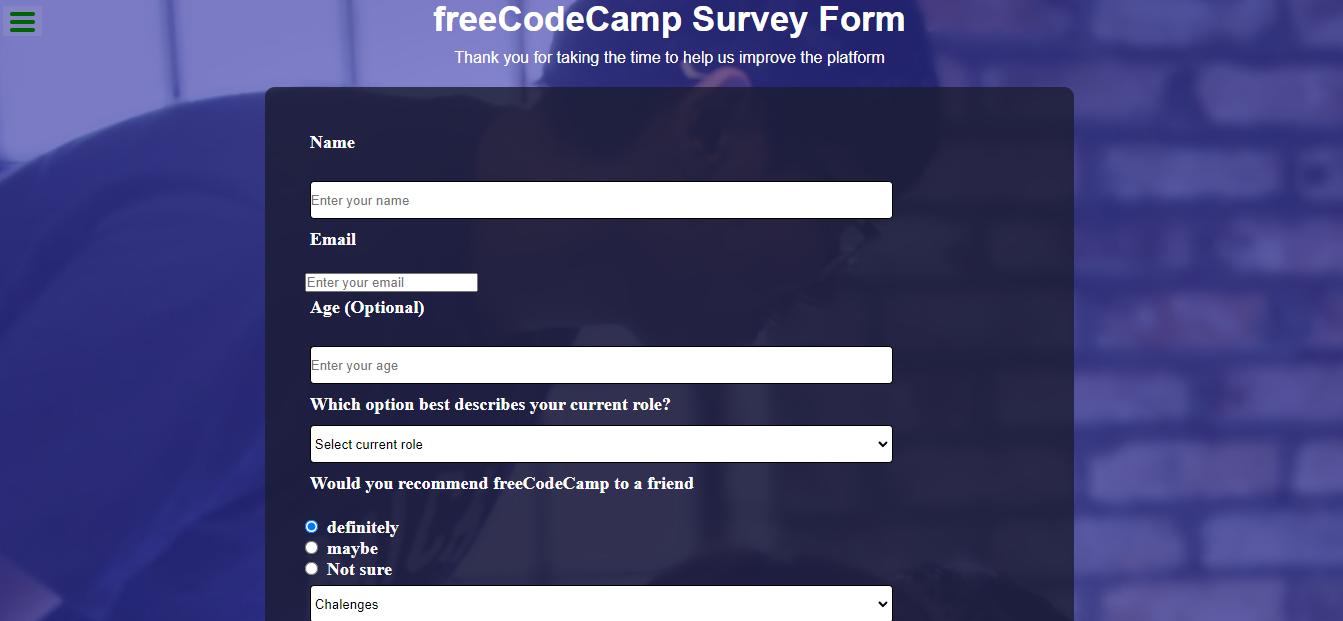 freeCodeCamp Survey Form
Thank you for taking the time to help us improve the platform
Name
Enter your name
Email
Enter your email
Age (Optional)
Enter your age
Which option best describes your current role?
Select current role
Would you recommend freeCodeCamp to a friend
definitely
maybe
Not sure
Chalenges